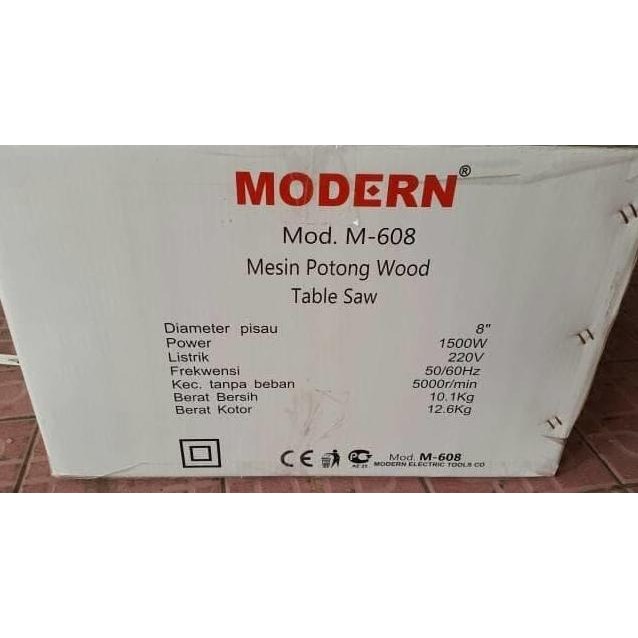 MODERN®
Mod. M-608
Mesin Potong Wood
Table Saw
Diameter pisau 8"
Power 1500W
Listrik 220V
Frekwensi 50/60Hz
Kec. tanpa beban 5000r/min
Berat Bersih 10.1Kg
Berat Kotor 12.6Kg
CE
Mod. M-608
MODERN ELECTRIC TOOLS CO